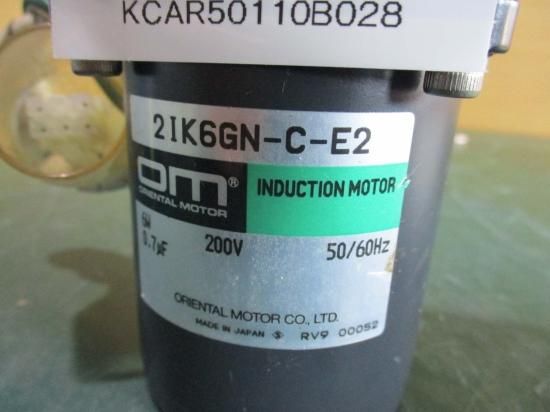 KCAR50110B028
2IK6GN-C-E2
OM®
ORIENTAL MOTOR
INDUCTION MOTOR
6W
0.7µF 200V 50/60Hz
ORIENTAL MOTOR CO., LTD.
MADE IN JAPAN Ⓢ RV9 00052